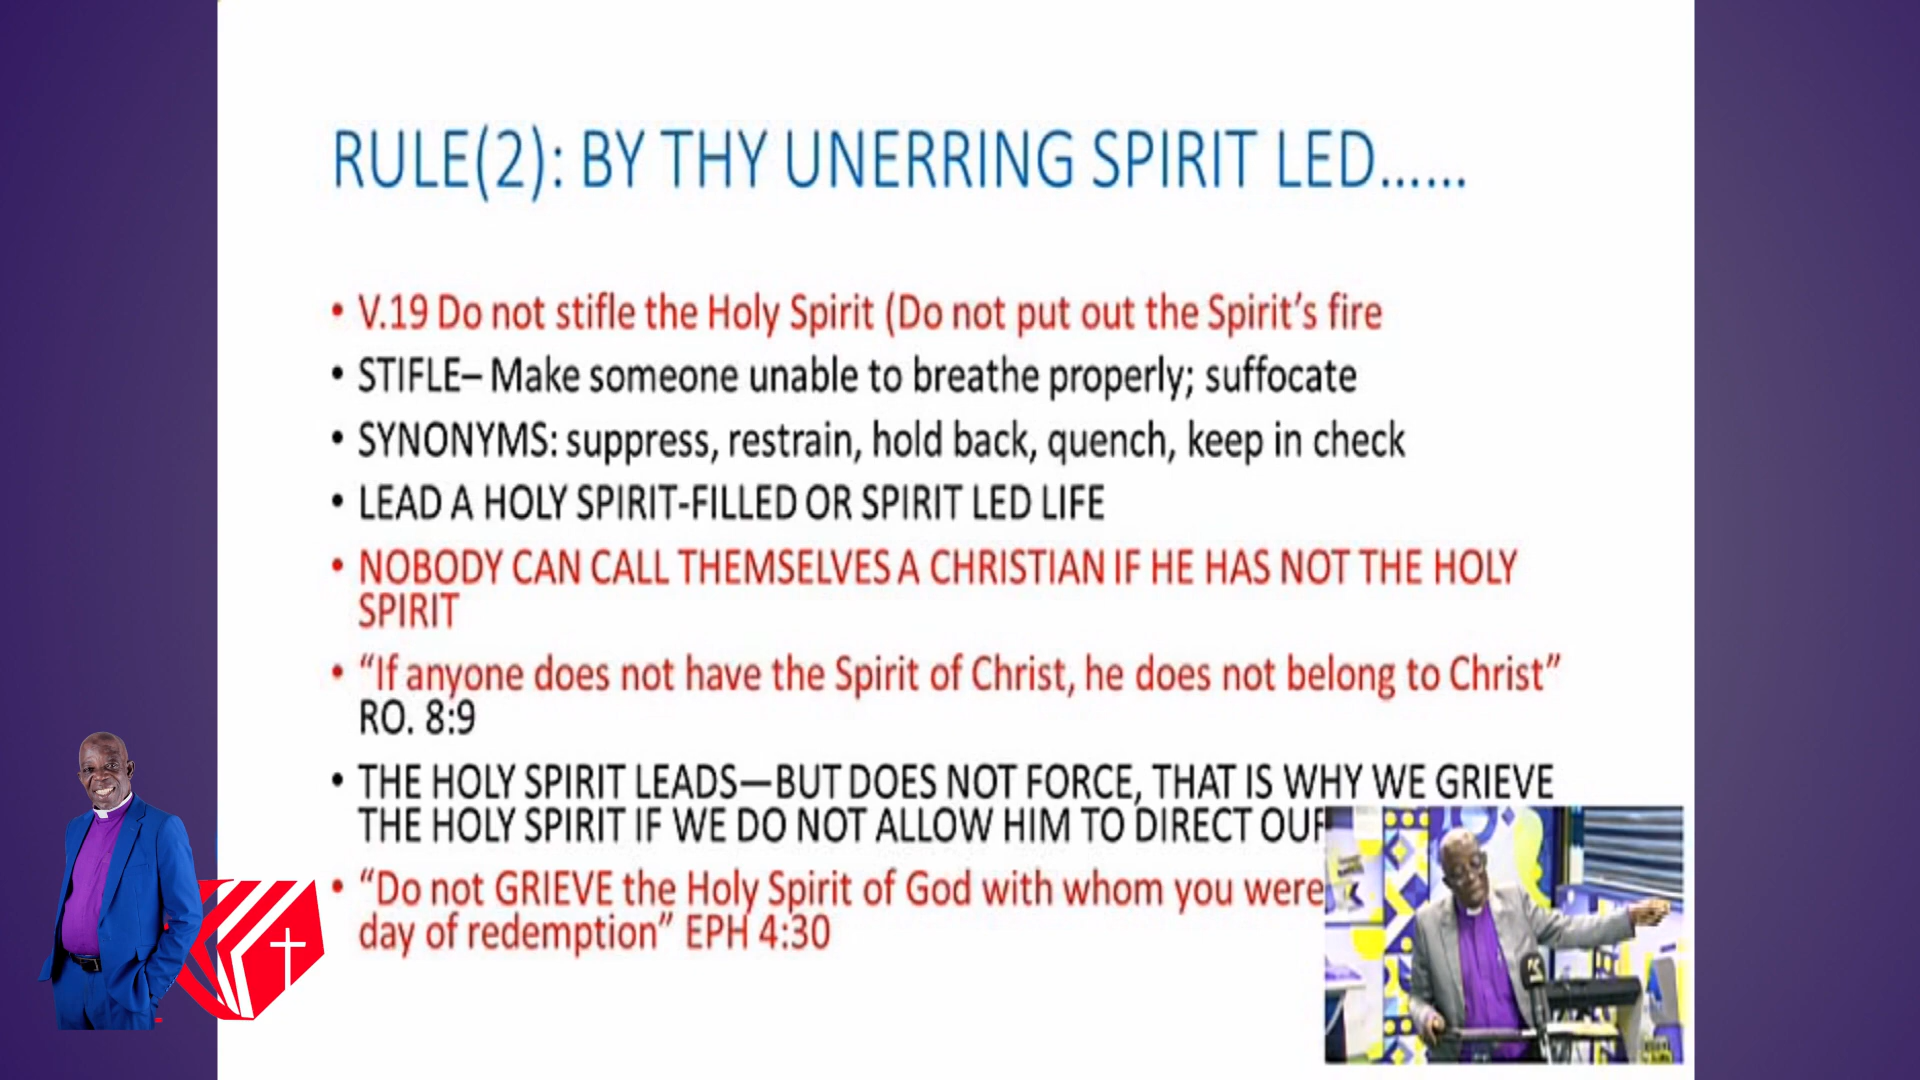 RULE(2): BY THY UNERRING SPIRIT LED......
• V.19 Do not stifle the Holy Spirit (Do not put out the Spirit’s fire
• STIFLE– Make someone unable to breathe properly; suffocate
• SYNONYMS: suppress, restrain, hold back, quench, keep in check
• LEAD A HOLY SPIRIT-FILLED OR SPIRIT LED LIFE
• NOBODY CAN CALL THEMSELVES A CHRISTIAN IF HE HAS NOT THE HOLY
SPIRIT
• “If anyone does not have the Spirit of Christ, he does not belong to Christ”
RO. 8:9
• THE HOLY SPIRIT LEADS—BUT DOES NOT FORCE, THAT IS WHY WE GRIEVE
THE HOLY SPIRIT IF WE DO NOT ALLOW HIM TO DIRECT
• “Do not GRIEVE the Holy Spirit of God with whom you were
day of redemption” EPH 4:30